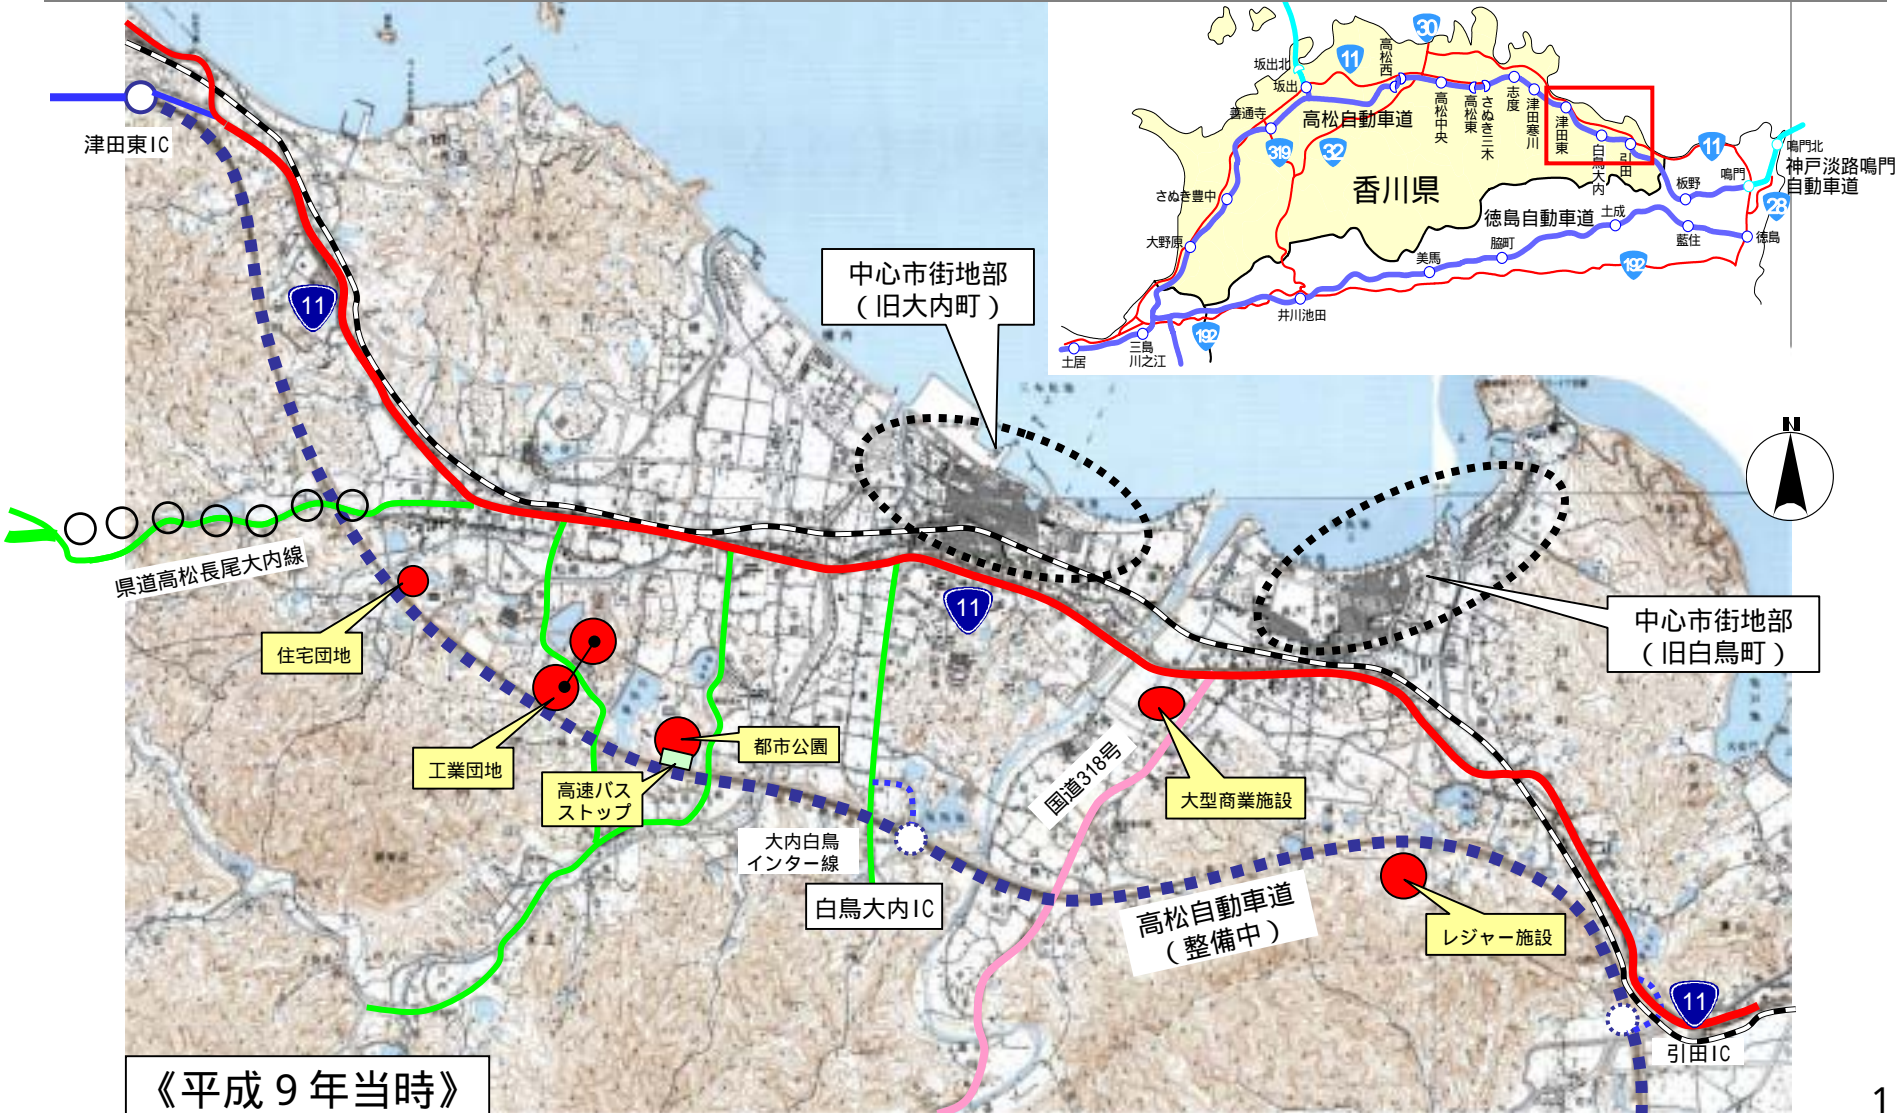 30
11
坂出北
坂出
高松西
善通寺
高松自動車道
319
32
高松中央
高松東
さぬき三木
志度
津田寒川
津田東
白鳥大内
引田
11
鳴門北
神戸淡路鳴門
自動車道
鳴門
板野
28
香川県
さぬき豊中
徳島自動車道
土成
藍住
徳島
大野原
脇町
美馬
192
井川池田
192
三島
川之江
土居
津田東IC
11
中心市街地部
(旧大内町)
N
県道高松長尾大内線
11
中心市街地部
(旧白鳥町)
住宅団地
工業団地
都市公園
高速バス
ストップ
国道318号
大型商業施設
大内白鳥
インター線
白鳥大内IC
高松自動車道
(整備中)
レジャー施設
11
引田IC
《平成9年当時》
1